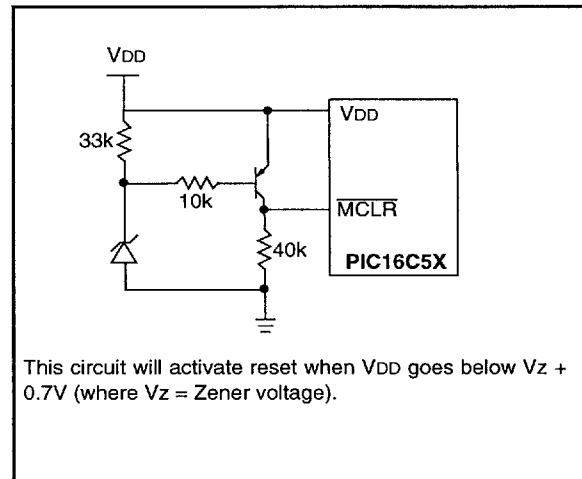 VDD
VDD
33k
10k
MCLR
40k
PIC16C5X
This circuit will activate reset when VDD goes below Vz +
0.7V (where Vz = Zener voltage).